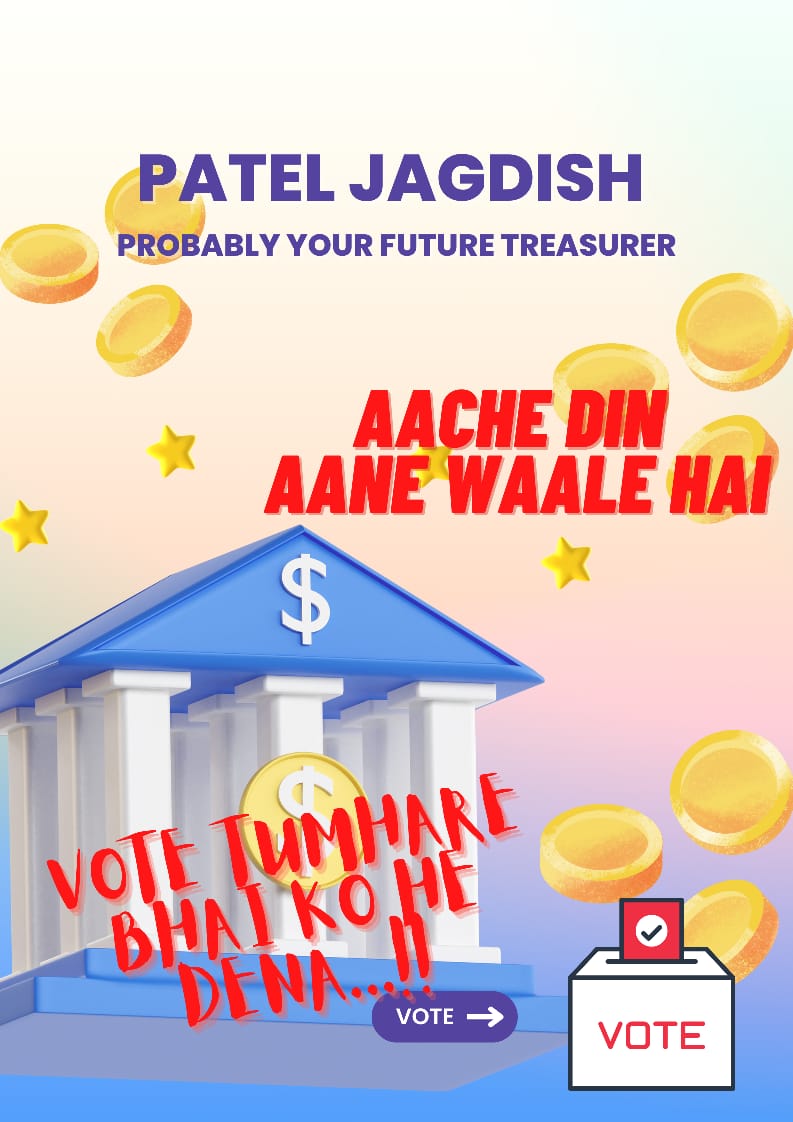 PATEL JAGDISH
PROBABLY YOUR FUTURE TREASURER
AACHE DIN
AANE WAALE HAI
$
$
VOTE TUMHARE
BHAI KO HE
DENA...!!
VOTE
VOTE